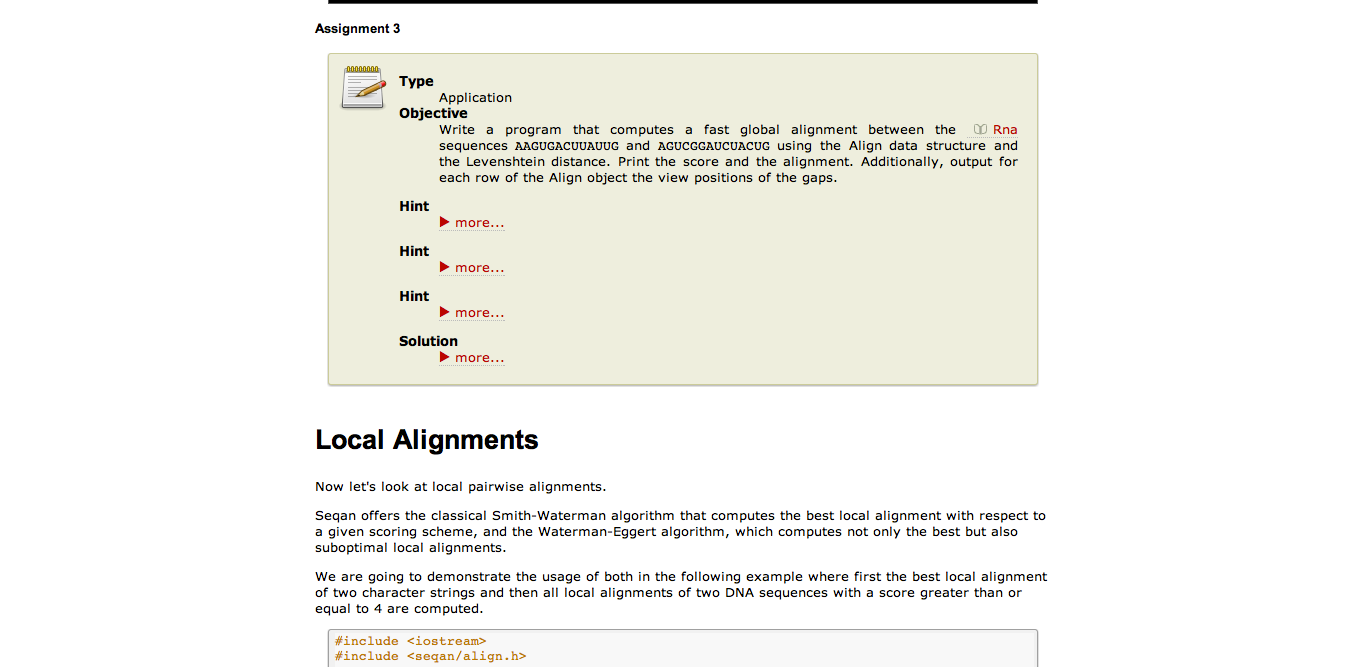 Assignment 3
Type
Application
Objective
Write a program that computes a fast global alignment between the Rna
sequences AAGUGACUUAUUG and AGUCGGAUCUACUG using the Align data structure and
the Levenshtein distance. Print the score and the alignment. Additionally, output for
each row of the Align object the view positions of the gaps.
Hint
more...
Hint
more...
Hint
more...
Solution
more...
Local Alignments
Now let's look at local pairwise alignments.
Seqan offers the classical Smith-Waterman algorithm that computes the best local alignment with respect to
a given scoring scheme, and the Waterman-Eggert algorithm, which computes not only the best but also
suboptimal local alignments.
We are going to demonstrate the usage of both in the following example where first the best local alignment
of two character strings and then all local alignments of two DNA sequences with a score greater than or
equal to 4 are computed.
#include <iostream>
#include <seqan/align.h>